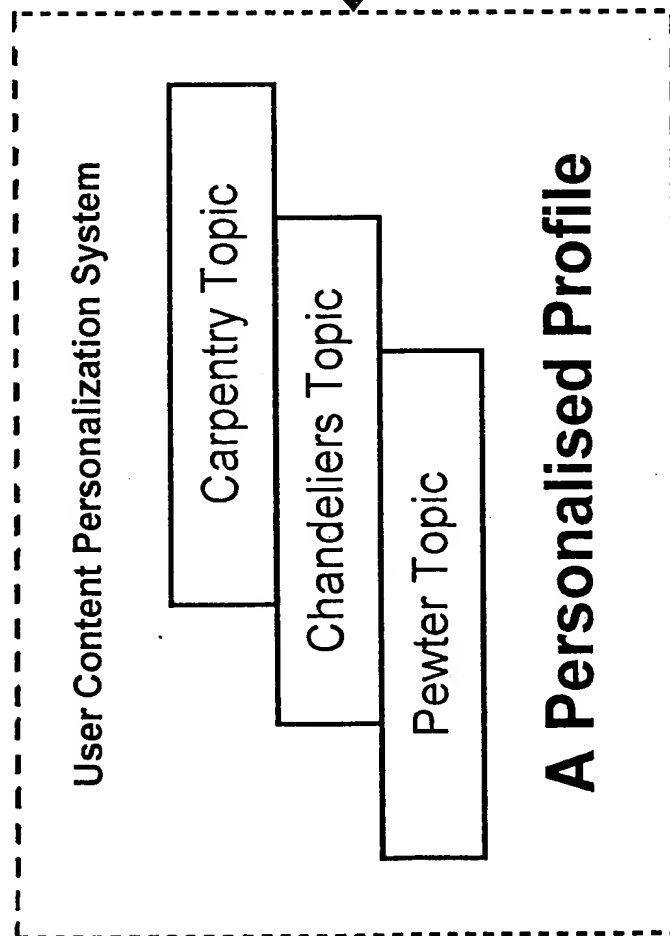 User Content Personalization System
Carpentry Topic
Chandeliers Topic
Pewter Topic
A Personalised Profile